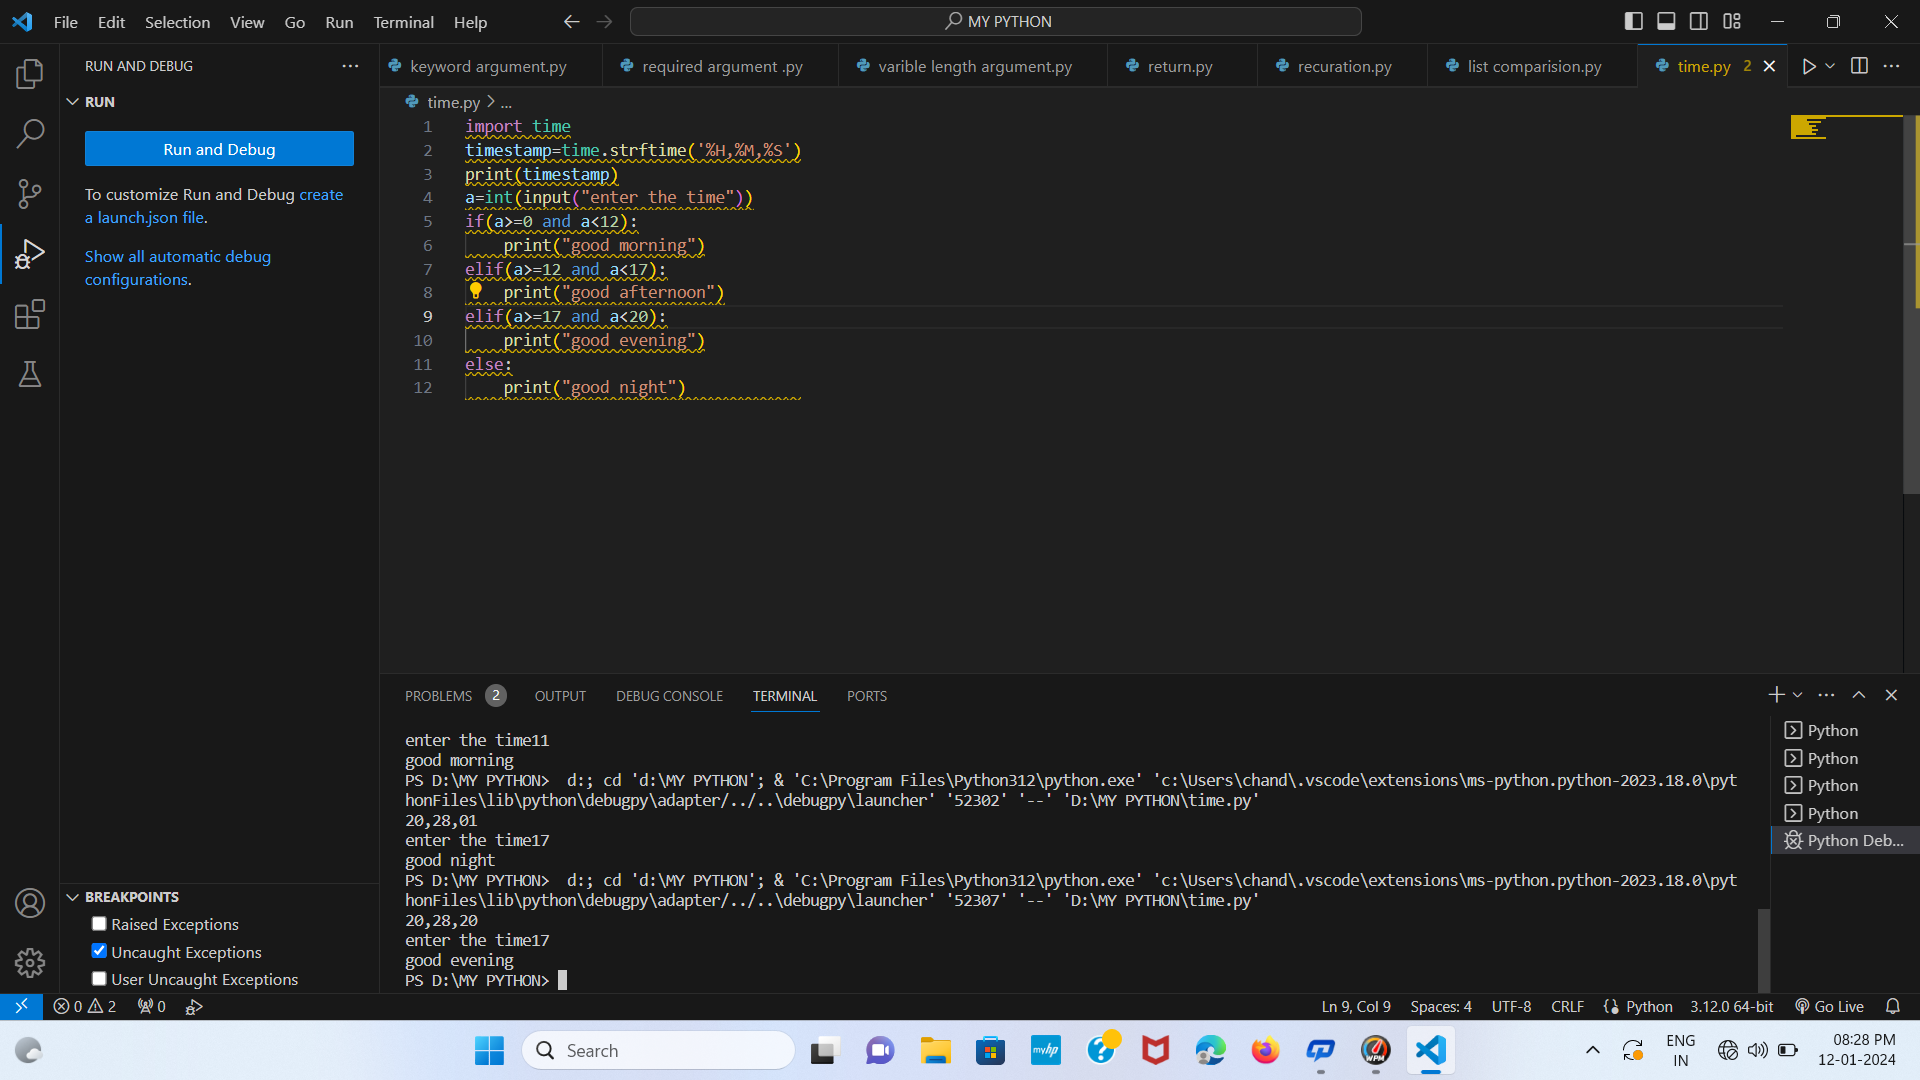 File Edit Selection View Go Run Terminal Help
MY PYTHON
RUN AND DEBUG
RUN
Run and Debug
To customize Run and Debug create
a launch.json file.
Show all automatic debug
configurations.
BREAKPOINTS
Raised Exceptions
Uncaught Exceptions
User Uncaught Exceptions
keyword argument.py required argument .py varible length argument.py return.py recuration.py list comparision.py time.py 2
time.py > ...
1 import time
2 timestamp=time.strftime('%H,%M,%S')
3 print(timestamp)
4 a=int(input("enter the time"))
5 if(a>=0 and a<12):
6     print("good morning")
7 elif(a>=12 and a<17):
8     print("good afternoon")
9 elif(a>=17 and a<20):
10     print("good evening")
11 else:
12     print("good night")
PROBLEMS 2 OUTPUT DEBUG CONSOLE TERMINAL PORTS
enter the time11
good morning
PS D:\MY PYTHON>  d:; cd 'd:\MY PYTHON'; & 'C:\Program Files\Python312\python.exe' 'c:\Users\chand\.vscode\extensions\ms-python.python-2023.18.0\pyt
honFiles\lib\python\debugpy\adapter/../..\debugpy\launcher' '52302' '--' 'D:\MY PYTHON\time.py'
20,28,01
enter the time17
good night
PS D:\MY PYTHON>  d:; cd 'd:\MY PYTHON'; & 'C:\Program Files\Python312\python.exe' 'c:\Users\chand\.vscode\extensions\ms-python.python-2023.18.0\pyt
honFiles\lib\python\debugpy\adapter/../..\debugpy\launcher' '52307' '--' 'D:\MY PYTHON\time.py'
20,28,20
enter the time17
good evening
PS D:\MY PYTHON>
Python
Python
Python
Python
Python Deb...
0 2 0 Ln 9, Col 9 Spaces: 4 UTF-8 CRLF Python 3.12.0 64-bit Go Live
Search
myhp
WPM
ENG
IN
08:28 PM
12-01-2024